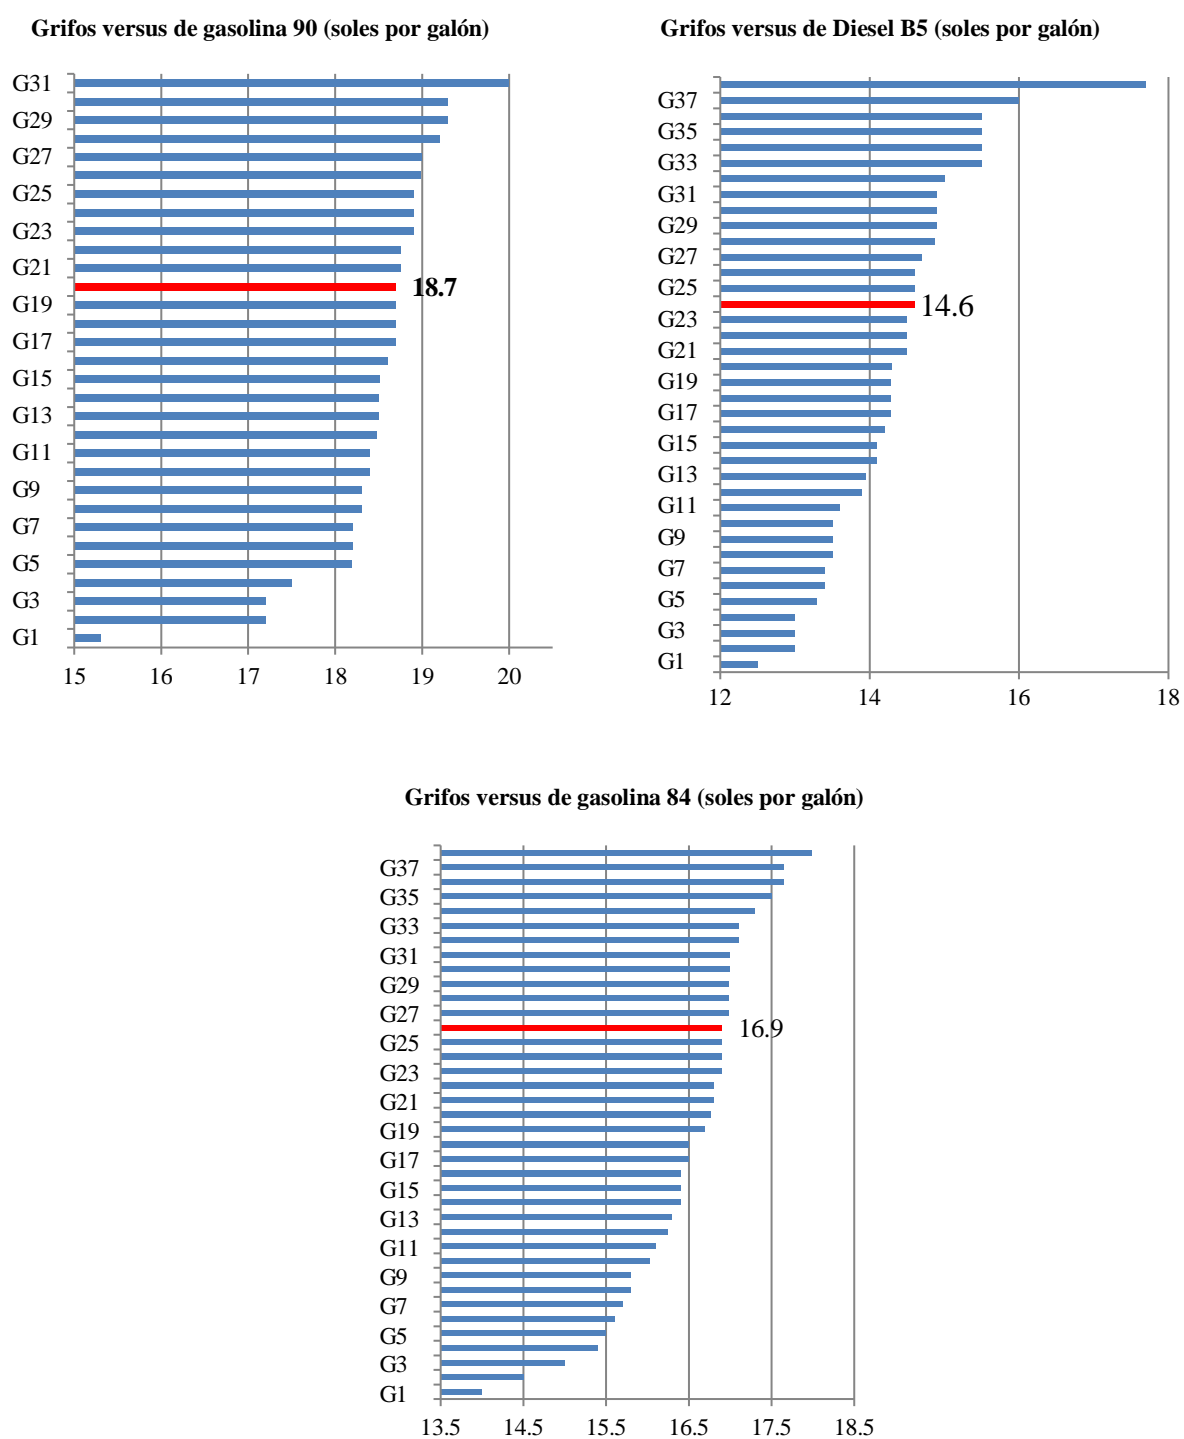 Grifos versus de gasolina 90 (soles por galón)
G31
G29
G27
G25
G23
G21
18.7
G19
G17
G15
G13
G11
G9
G7
G5
G3
G1
15 16 17 18 19 20
Grifos versus de Diesel B5 (soles por galón)
G37
G35
G33
G31
G29
G27
G25
14.6
G23
G21
G19
G17
G15
G13
G11
G9
G7
G5
G3
G1
12 14 16 18
Grifos versus de gasolina 84 (soles por galón)
G37
G35
G33
G31
G29
G27
16.9
G25
G23
G21
G19
G17
G15
G13
G11
G9
G7
G5
G3
G1
13.5 14.5 15.5 16.5 17.5 18.5